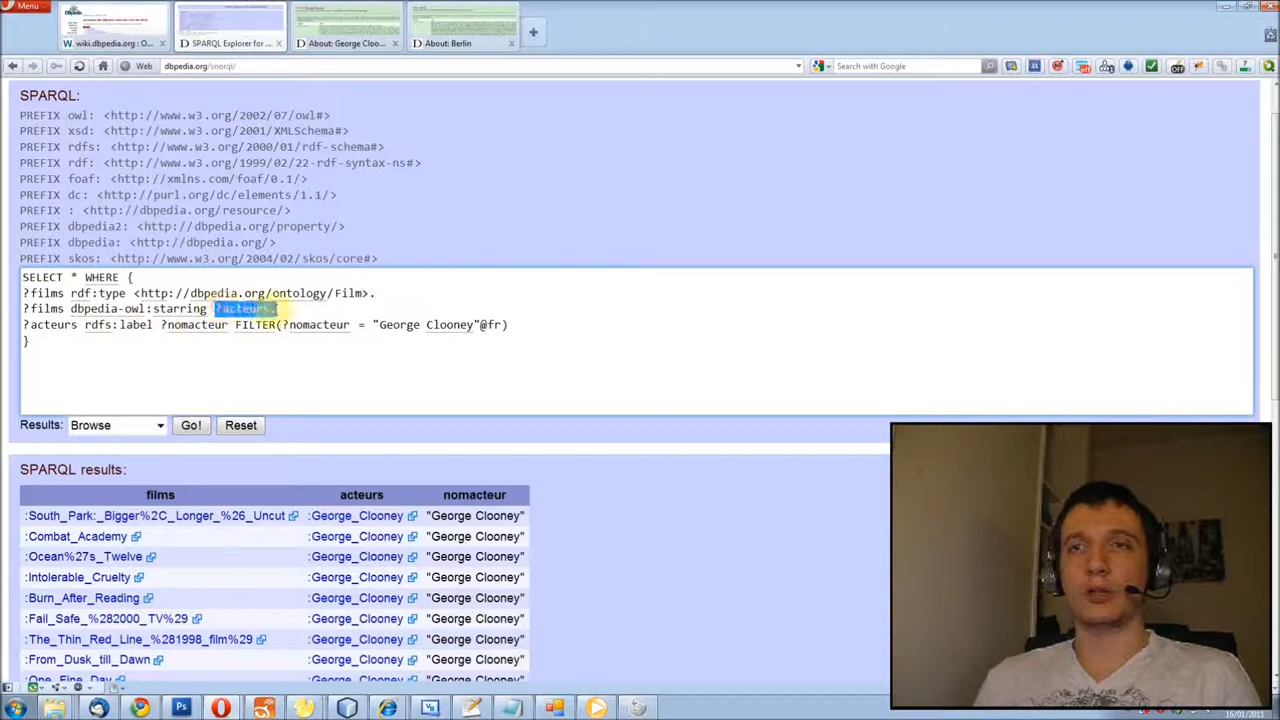 Menu
wiki.dbpedia.org : O...
SPARQL Explorer for ...
About: George Cloo...
About: Berlin
Web
dbpedia.org/snorql/
Search with Google
SPARQL:
PREFIX owl: <http://www.w3.org/2002/07/owl#>
PREFIX xsd: <http://www.w3.org/2001/XMLSchema#>
PREFIX rdfs: <http://www.w3.org/2000/01/rdf-schema#>
PREFIX rdf: <http://www.w3.org/1999/02/22-rdf-syntax-ns#>
PREFIX foaf: <http://xmlns.com/foaf/0.1/>
PREFIX dc: <http://purl.org/dc/elements/1.1/>
PREFIX : <http://dbpedia.org/resource/>
PREFIX dbpedia2: <http://dbpedia.org/property/>
PREFIX dbpedia: <http://dbpedia.org/>
PREFIX skos: <http://www.w3.org/2004/02/skos/core#>
SELECT * WHERE {
?films rdf:type <http://dbpedia.org/ontology/Film>.
?films dbpedia-owl:starring ?acteurs.
?acteurs rdfs:label ?nomacteur FILTER(?nomacteur = "George Clooney"@fr)
}
Results: Browse Go! Reset
SPARQL results:
films acteurs nomacteur
:South_Park:_Bigger%2C_Longer_%26_Uncut :George_Clooney "George Clooney"
:Combat_Academy :George_Clooney "George Clooney"
:Ocean%27s_Twelve :George_Clooney "George Clooney"
:Intolerable_Cruelty :George_Clooney "George Clooney"
:Burn_After_Reading :George_Clooney "George Clooney"
:Fail_Safe_%282000_TV%29 :George_Clooney "George Clooney"
:The_Thin_Red_Line_%281998_film%29 :George_Clooney "George Clooney"
:From_Dusk_till_Dawn :George_Clooney "George Clooney"
:One_Fine_Day :George_Clooney "George Clooney"
16/01/2011